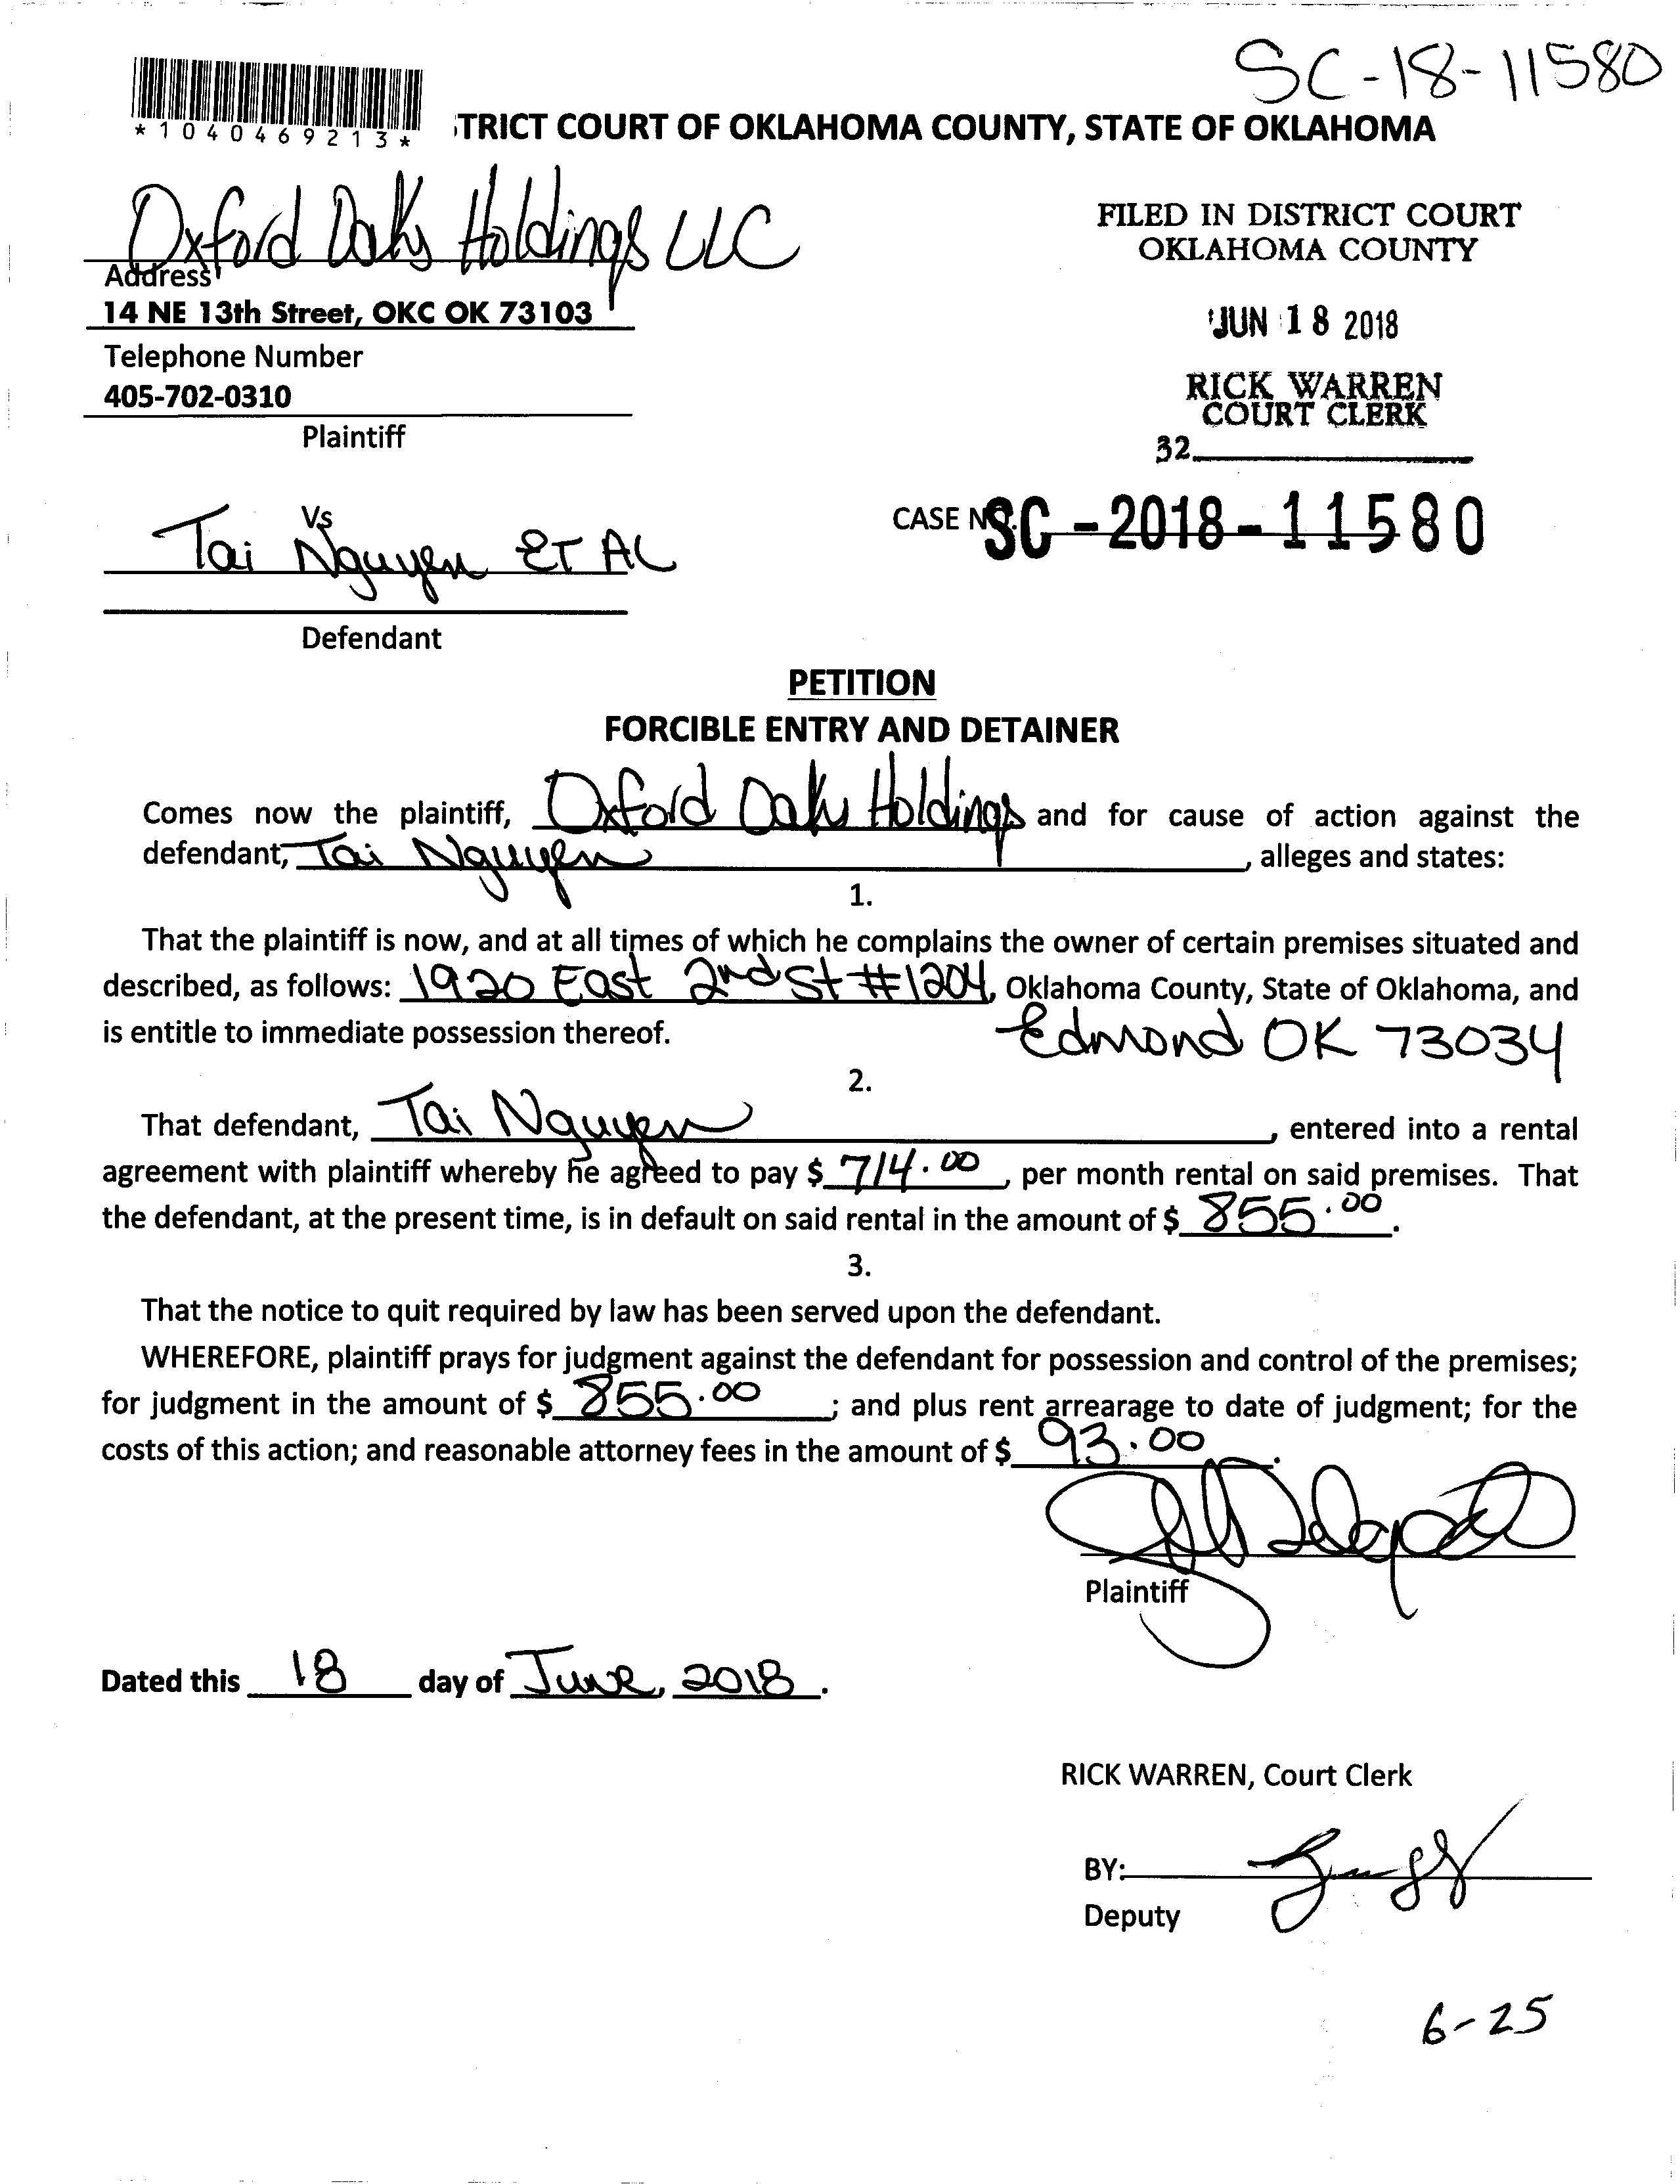 SC-18-11580
*1040469213*
TRICT COURT OF OKLAHOMA COUNTY, STATE OF OKLAHOMA
Oxford Oaks Holdings LLC
Address
14 NE 13th Street, OKC OK 73103
Telephone Number
405-702-0310
Plaintiff
FILED IN DISTRICT COURT
OKLAHOMA COUNTY
JUN 18 2018
RICK WARREN
COURT CLERK
32
Vs
Tai Nguyen ET AL
Defendant
CASE NO. SC-2018-11580
PETITION
FORCIBLE ENTRY AND DETAINER
Comes now the plaintiff, Oxford Oaks Holdings and for cause of action against the
defendant, Tai Nguyen, alleges and states:
1.
That the plaintiff is now, and at all times of which he complains the owner of certain premises situated and
described, as follows: 1920 East 2nd St #1204, Oklahoma County, State of Oklahoma, and
is entitle to immediate possession thereof. Edmond OK 73034
2.
That defendant, Tai Nguyen, entered into a rental
agreement with plaintiff whereby he agreed to pay $ 714.00, per month rental on said premises. That
the defendant, at the present time, is in default on said rental in the amount of $ 855.00.
3.
That the notice to quit required by law has been served upon the defendant.
WHEREFORE, plaintiff prays for judgment against the defendant for possession and control of the premises;
for judgment in the amount of $ 855.00; and plus rent arrearage to date of judgment; for the
costs of this action; and reasonable attorney fees in the amount of $ 93.00.
Plaintiff
Dated this 18 day of June, 2018.
RICK WARREN, Court Clerk
BY:
Deputy
6-25